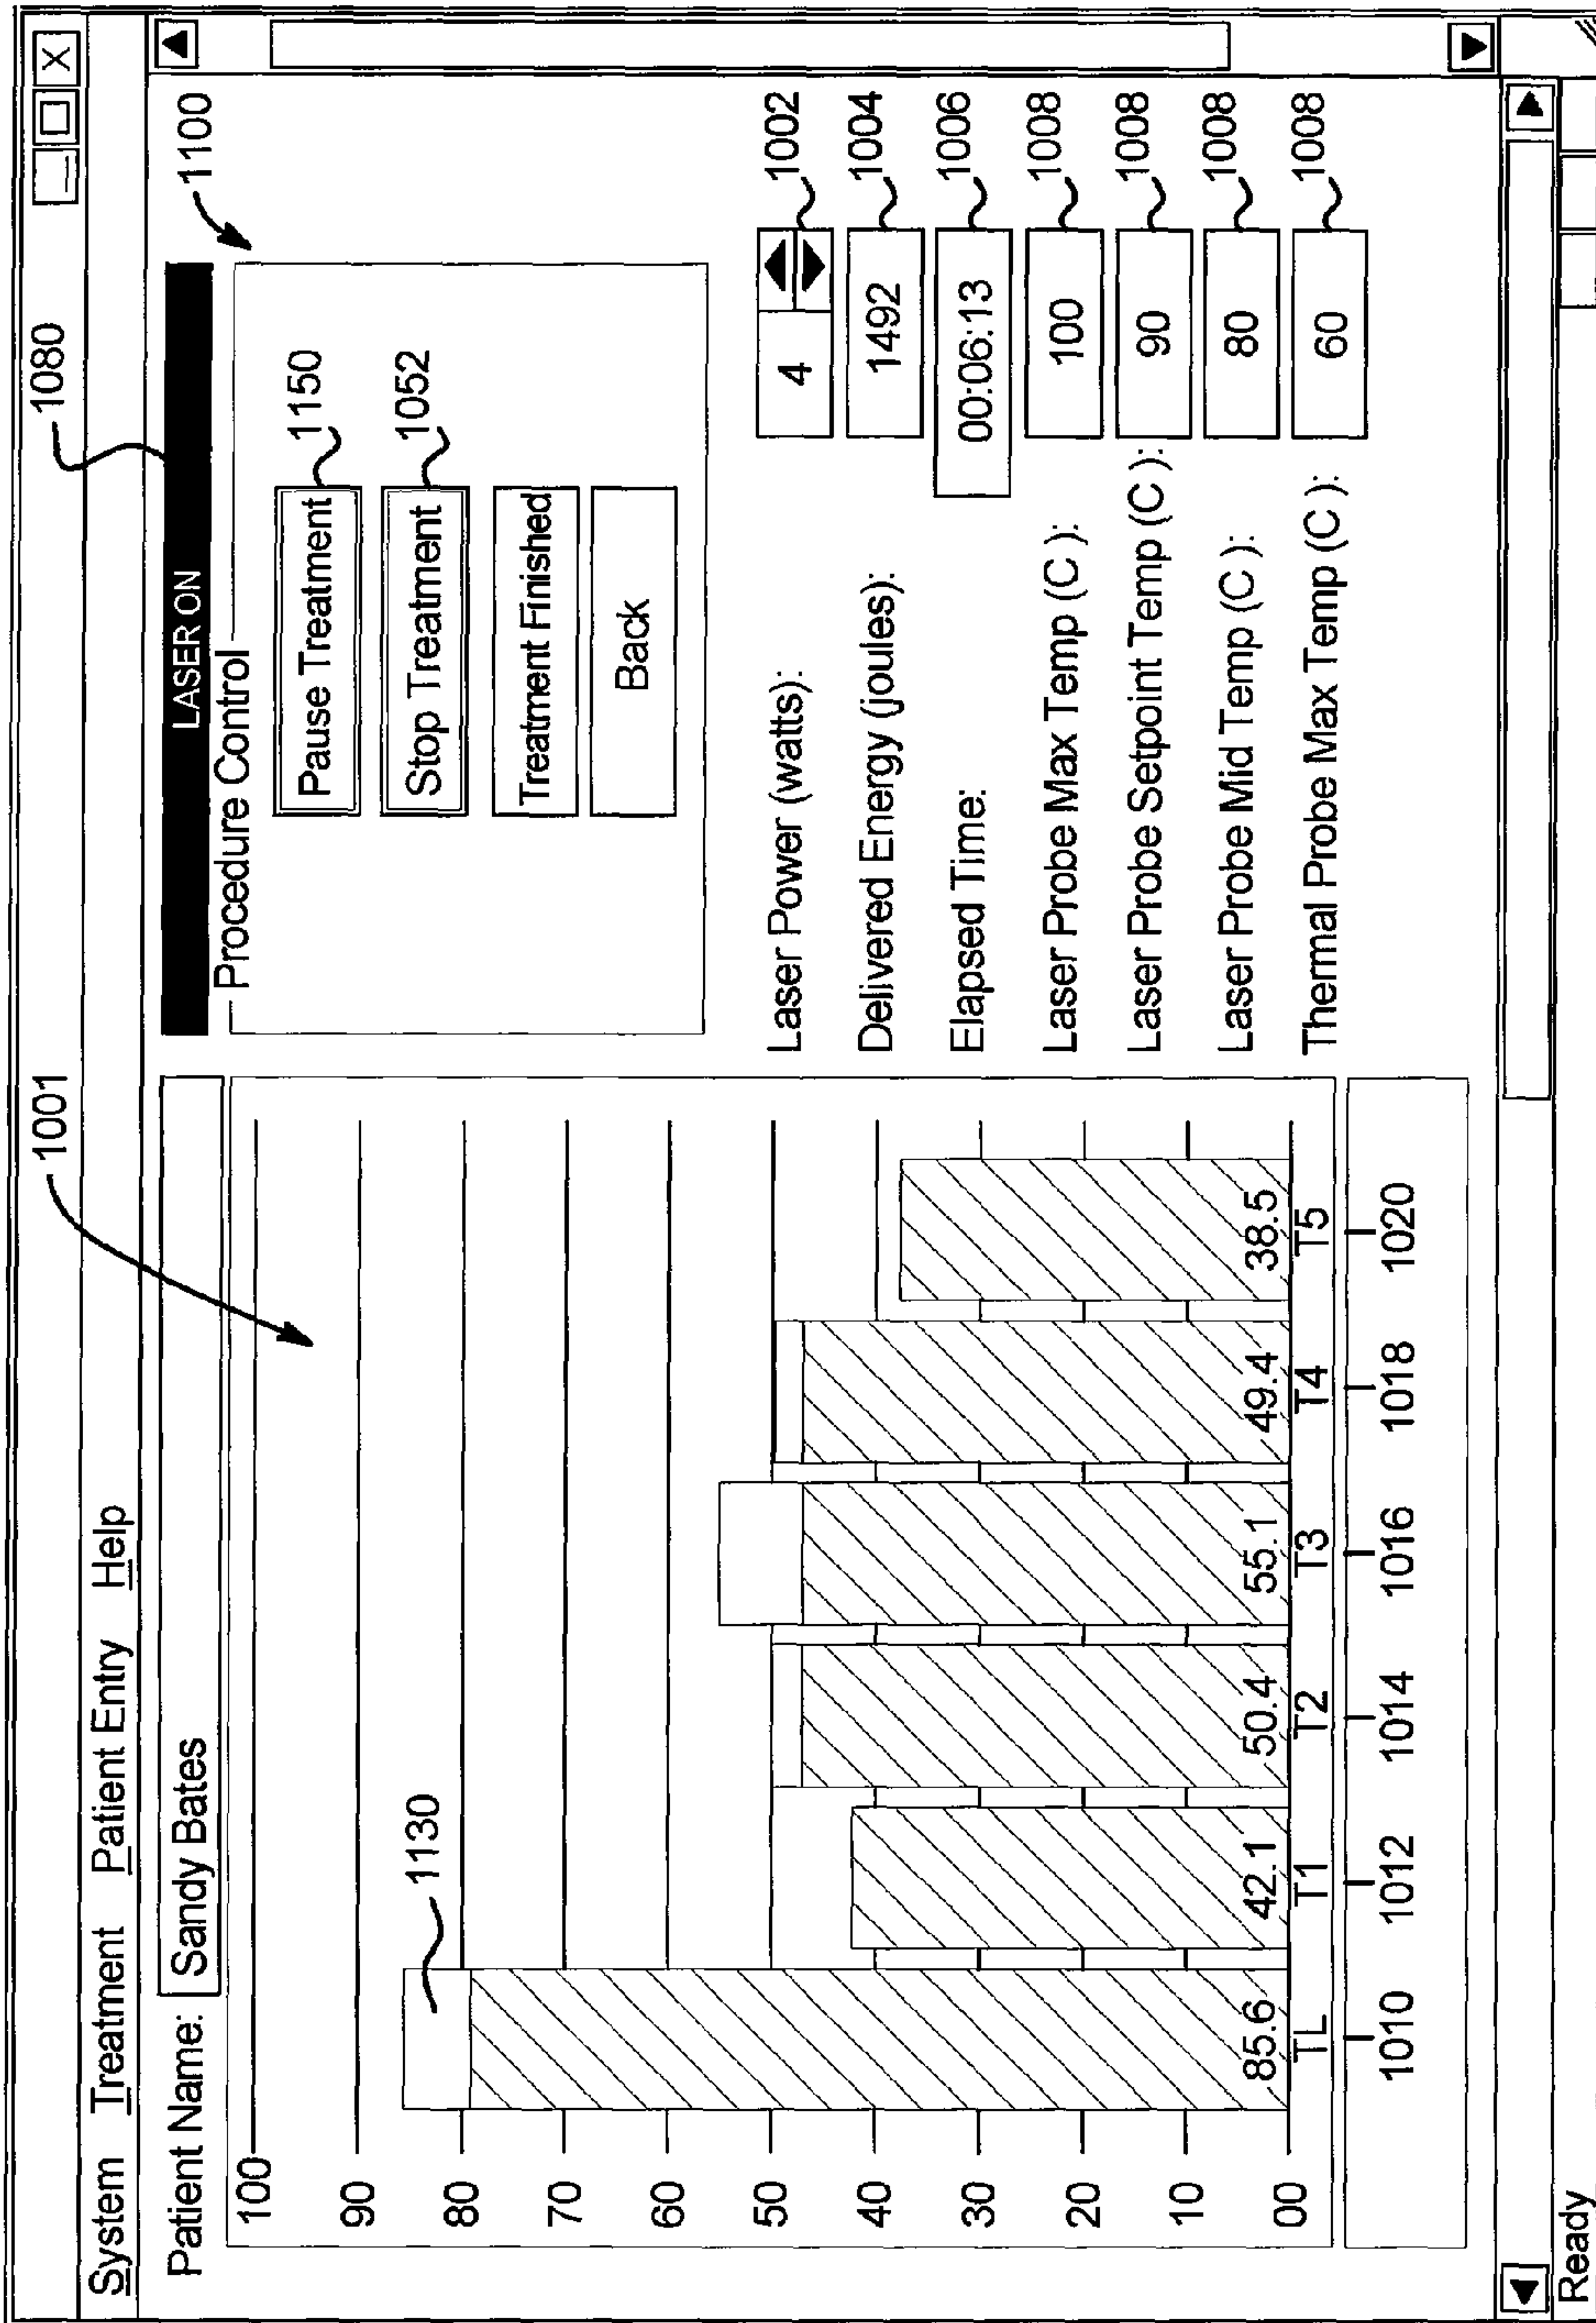 1001
1080
X
System Treatment Patient Entry Help
Patient Name: Sandy Bates
LASER ON
1100
Procedure Control
Pause Treatment 1150
Stop Treatment 1052
Treatment Finished
Back
100
90
80
70
60
50
40
30
20
10
00
1130
85.6 42.1 50.4 55.1 49.4 38.5
TL T1 T2 T3 T4 T5
1010 1012 1014 1016 1018 1020
Laser Power (watts): 4 1002
Delivered Energy (joules): 1492 1004
Elapsed Time: 00:06:13 1006
Laser Probe Max Temp (C ): 100 1008
Laser Probe Setpoint Temp (C ): 90 1008
Laser Probe Mid Temp (C ): 80 1008
Thermal Probe Max Temp (C ): 60 1008
Ready